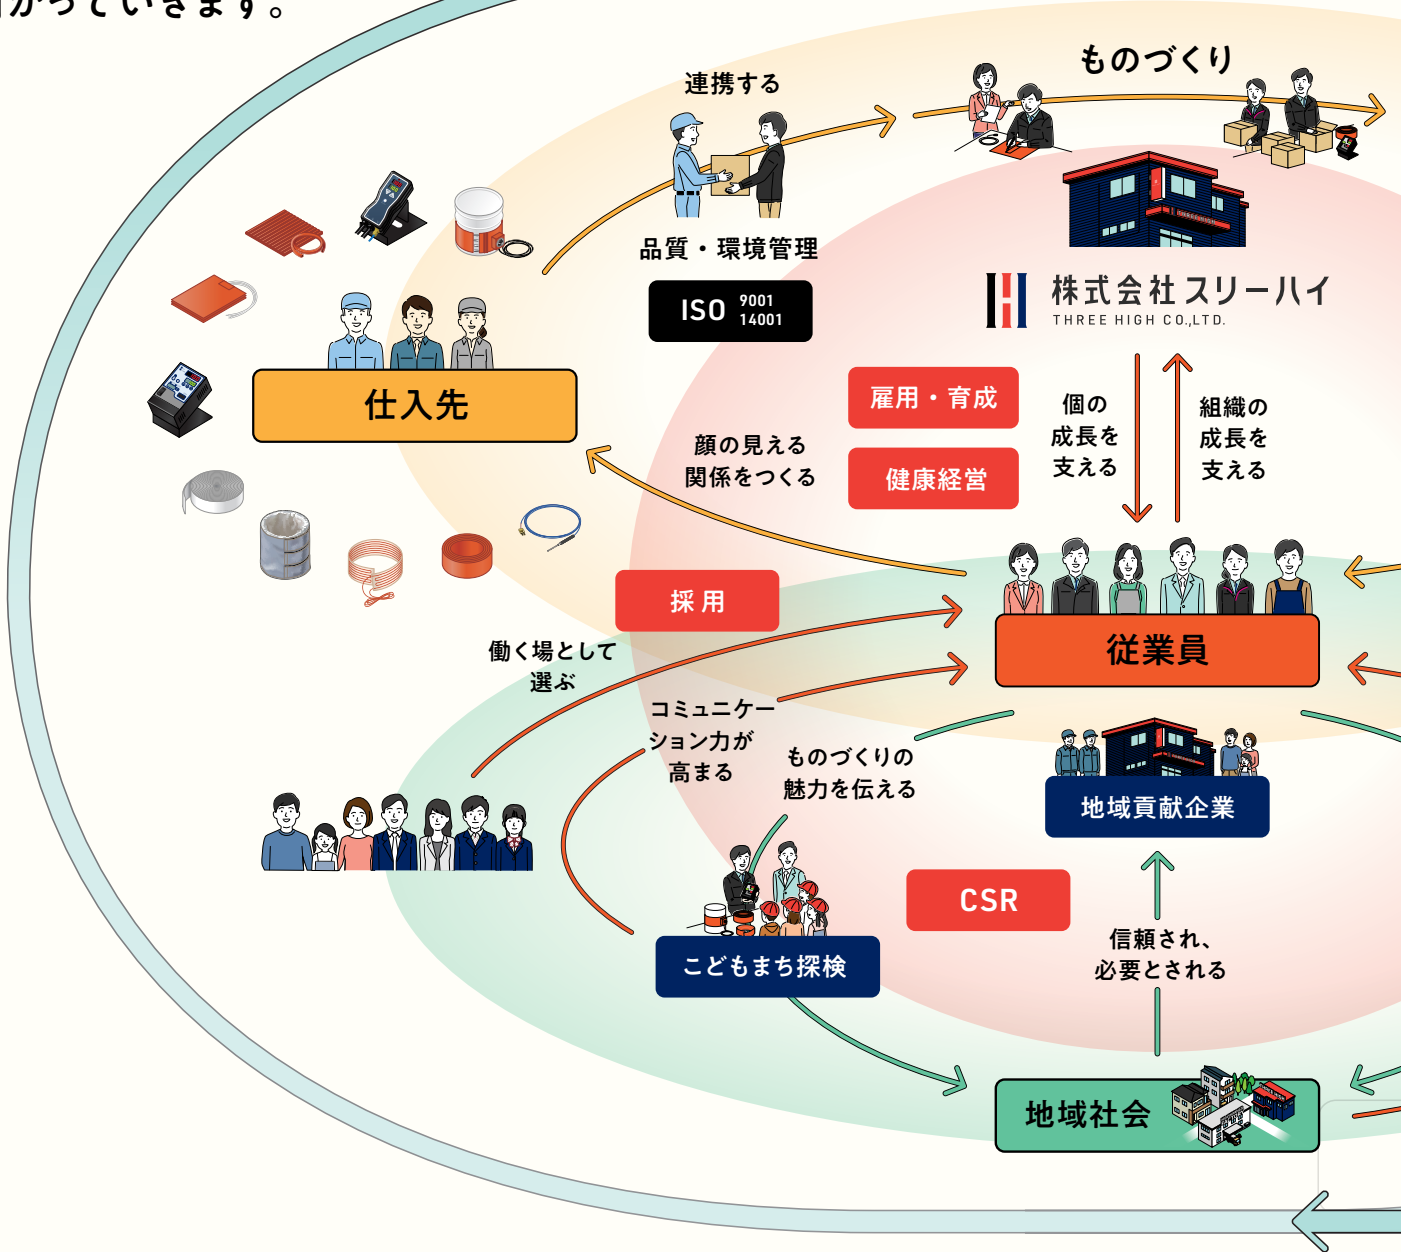 がっていきます。
ものづくり
連携する
品質・環境管理
ISO 9001
14001
株式会社スリーハイ
THREE HIGH CO.,LTD.
仕入先
雇用・育成
健康経営
個の
成長を
支える
組織の
成長を
支える
顔の見える
関係をつくる
採用
働く場として
選ぶ
従業員
コミュニケー
ション力が
高まる
ものづくりの
魅力を伝える
地域貢献企業
CSR
信頼され、
必要とされる
こどもまち探検
地域社会